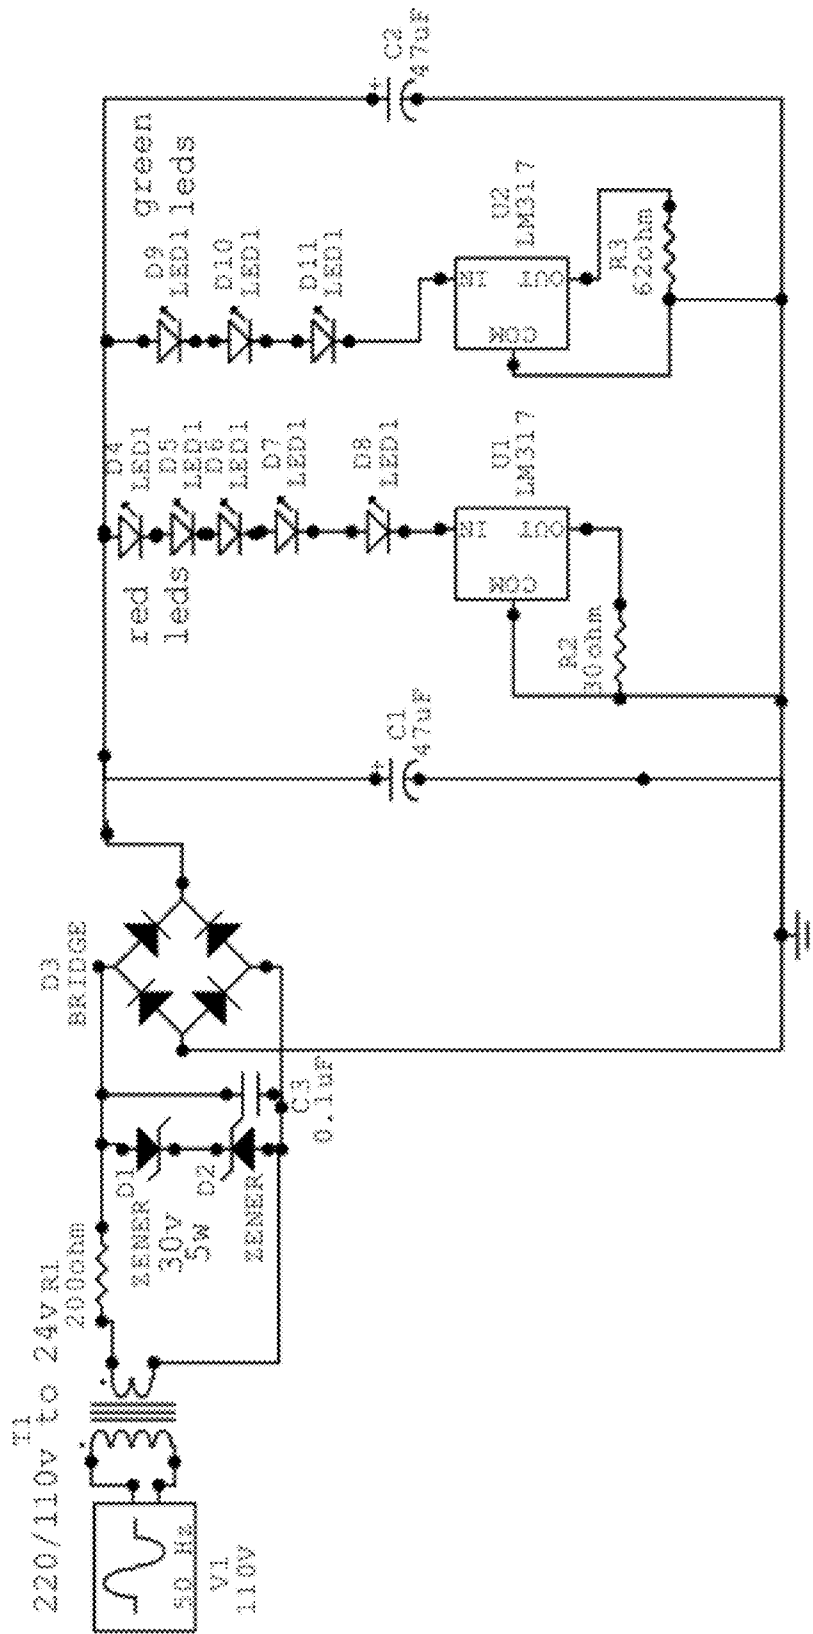 T1
220/110v to 24v
R1
200ohm
50 Hz
V1
110V
D1
ZENER
30v
5w
D2
ZENER
C3
0.1uF
D3
BRIDGE
C1
47uF
red
leds
D4
LED1
D5
LED1
D6
LED1
D7
LED1
D8
LED1
IN
OUT
COM
U1
LM317
R2
30ohm
green
leds
D9
LED1
D10
LED1
D11
LED1
IN
OUT
COM
U2
LM317
R3
62ohm
+
C2
47uF